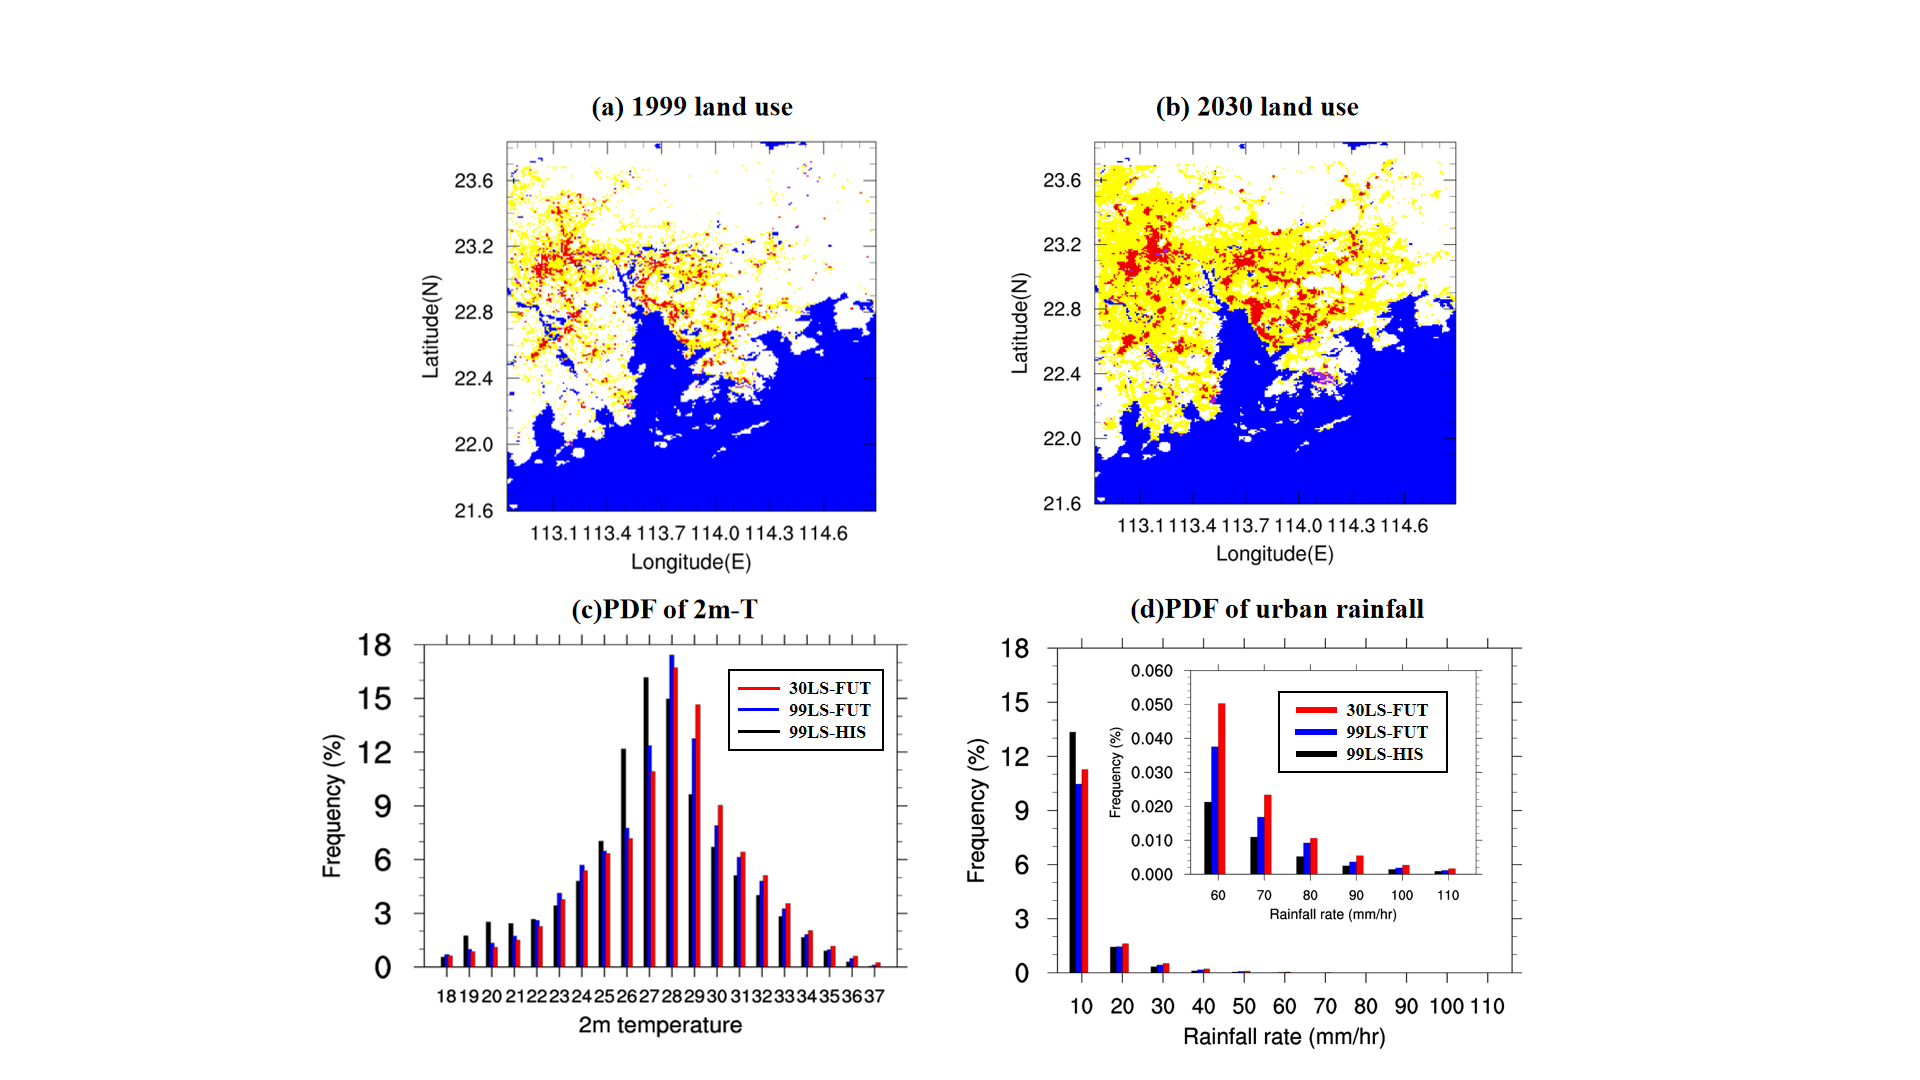 (a) 1999 land use
23.6
23.2
22.8
22.4
22.0
21.6
Latitude(N)
113.1 113.4 113.7 114.0 114.3 114.6
Longitude(E)
(b) 2030 land use
23.6
23.2
22.8
22.4
22.0
21.6
Latitude(N)
113.1 113.4 113.7 114.0 114.3 114.6
Longitude(E)
(c)PDF of 2m-T
18
15
12
9
6
3
0
Frequency (%)
30LS-FUT
99LS-FUT
99LS-HIS
18 19 20 21 22 23 24 25 26 27 28 29 30 31 32 33 34 35 36 37
2m temperature
(d)PDF of urban rainfall
18
15
12
9
6
3
0
Frequency (%)
0.060
0.050
0.040
0.030
0.020
0.010
0.000
Frequency (%)
30LS-FUT
99LS-FUT
99LS-HIS
60 70 80 90 100 110
Rainfall rate (mm/hr)
10 20 30 40 50 60 70 80 90 100 110
Rainfall rate (mm/hr)